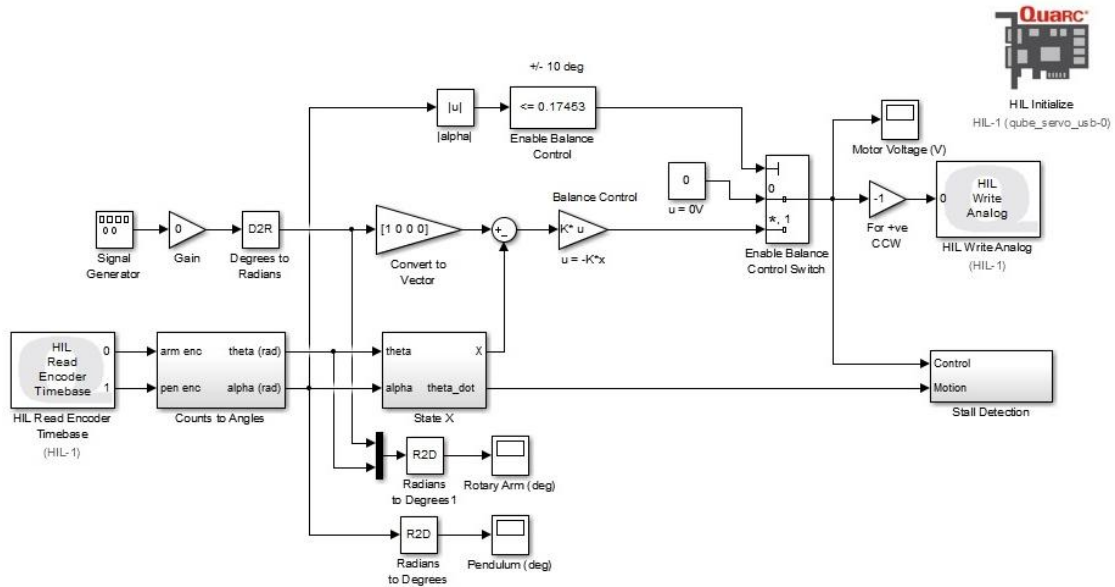 QUARC
HIL Initialize
HIL-1 (qube_servo_usb-0)
+/- 10 deg
|u|
|alpha|
<= 0.17453
Enable Balance
Control
Motor Voltage (V)
0
u = 0V
0
*, 1
Enable Balance
Control Switch
-1
For +ve
CCW
0
HIL
Write
Analog
HIL Write Analog
(HIL-1)
Signal
Generator
0
Gain
D2R
Degrees to
Radians
[1 0 0 0]
Convert to
Vector
+
-
Balance Control
K* u
u = -K*x
HIL
Read
Encoder
Timebase
0
1
HIL Read Encoder
Timebase
(HIL-1)
arm enc
theta (rad)
pen enc
alpha (rad)
Counts to Angles
theta
X
alpha
theta_dot
State X
Control
Motion
Stall Detection
R2D
Radians
to Degrees1
Rotary Arm (deg)
R2D
Radians
to Degrees
Pendulum (deg)